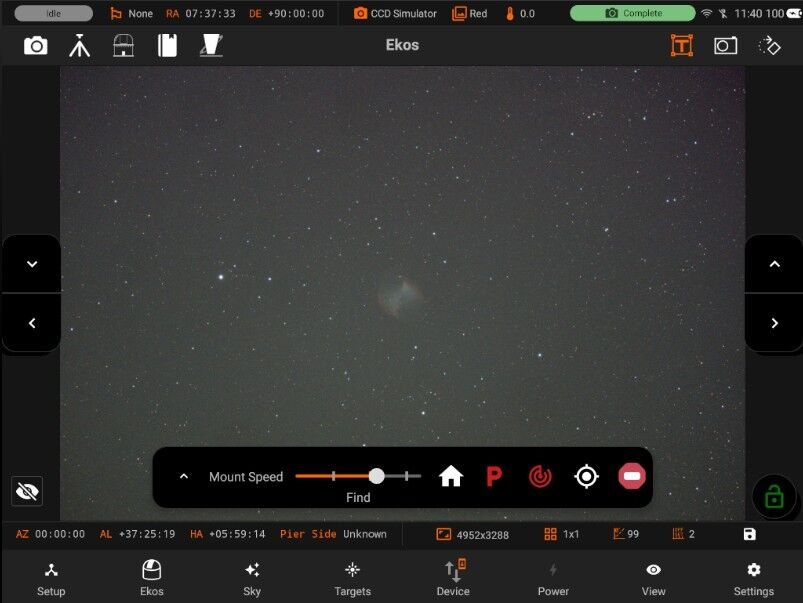 Idle None RA 07:37:33 DE +90:00:00 CCD Simulator Red 0.0 Complete 11:40 100
Ekos
Mount Speed P
Find
AZ 00:00:00 AL +37:25:19 HA +05:59:14 Pier Side Unknown 4952x3288 1x1 99 2
Setup Ekos Sky Targets Device Power View Settings